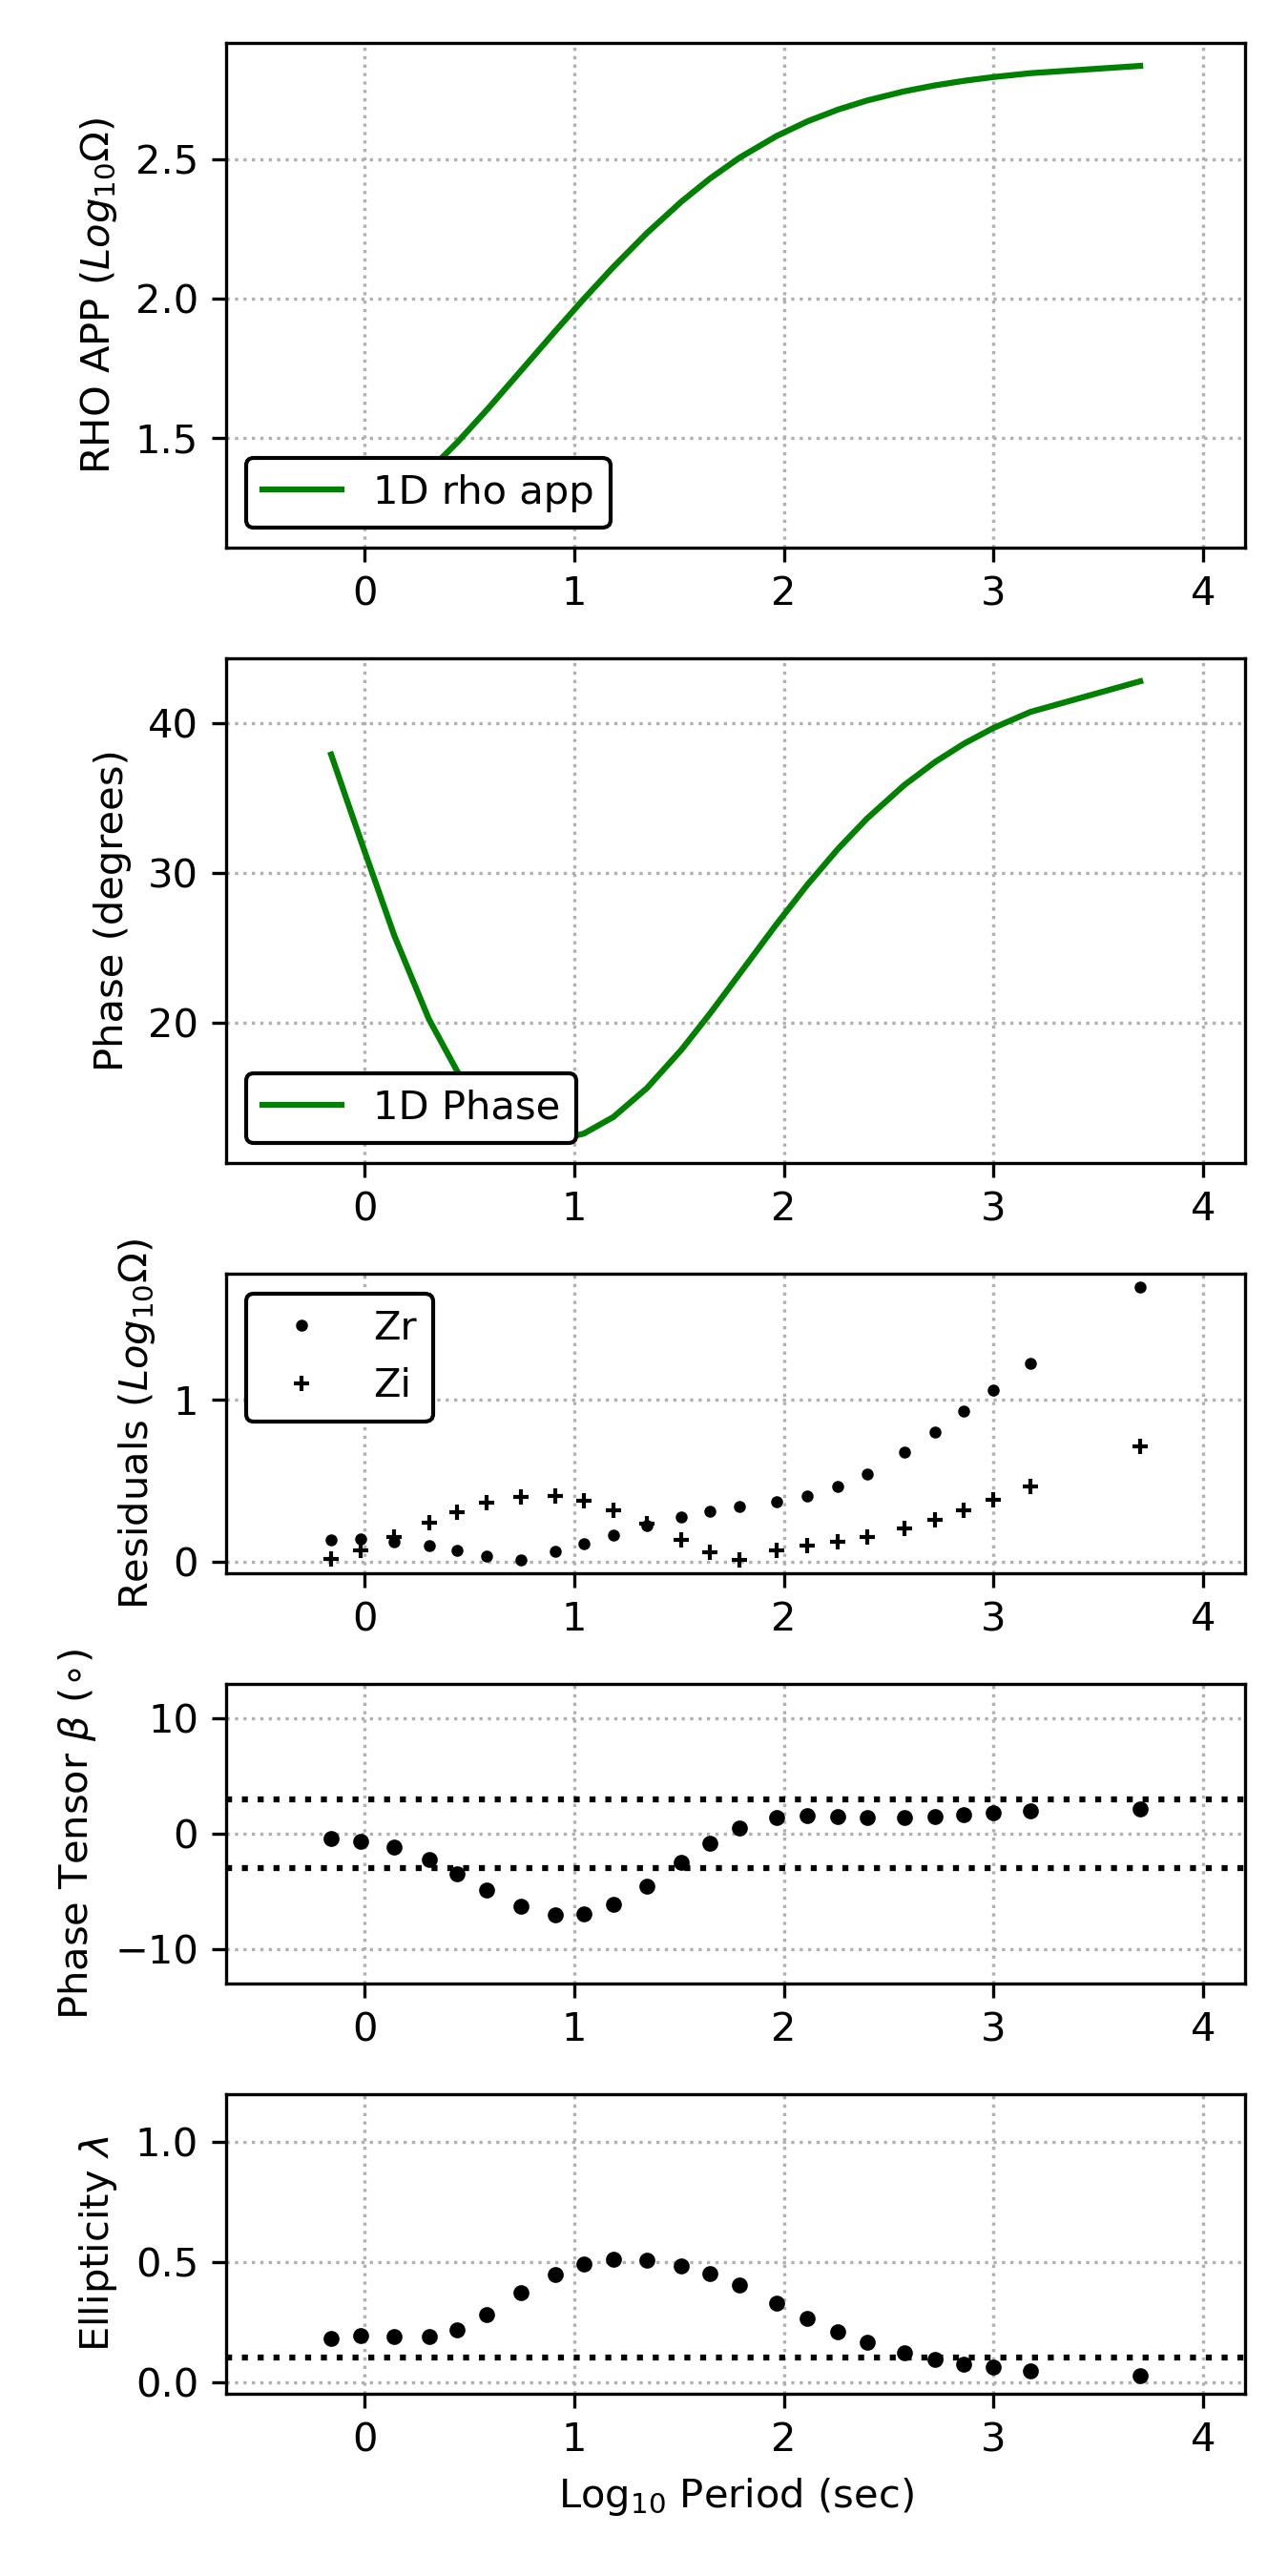 RHO APP (Log₁₀Ω)
2.5
2.0
1.5
1D rho app
0 1 2 3 4
Phase (degrees)
40
30
20
1D Phase
0 1 2 3 4
Residuals (Log₁₀Ω)
Zr
Zi
1
0
0 1 2 3 4
Phase Tensor β (∘)
10
0
−10
0 1 2 3 4
Ellipticity λ
1.0
0.5
0.0
0 1 2 3 4
Log₁₀ Period (sec)